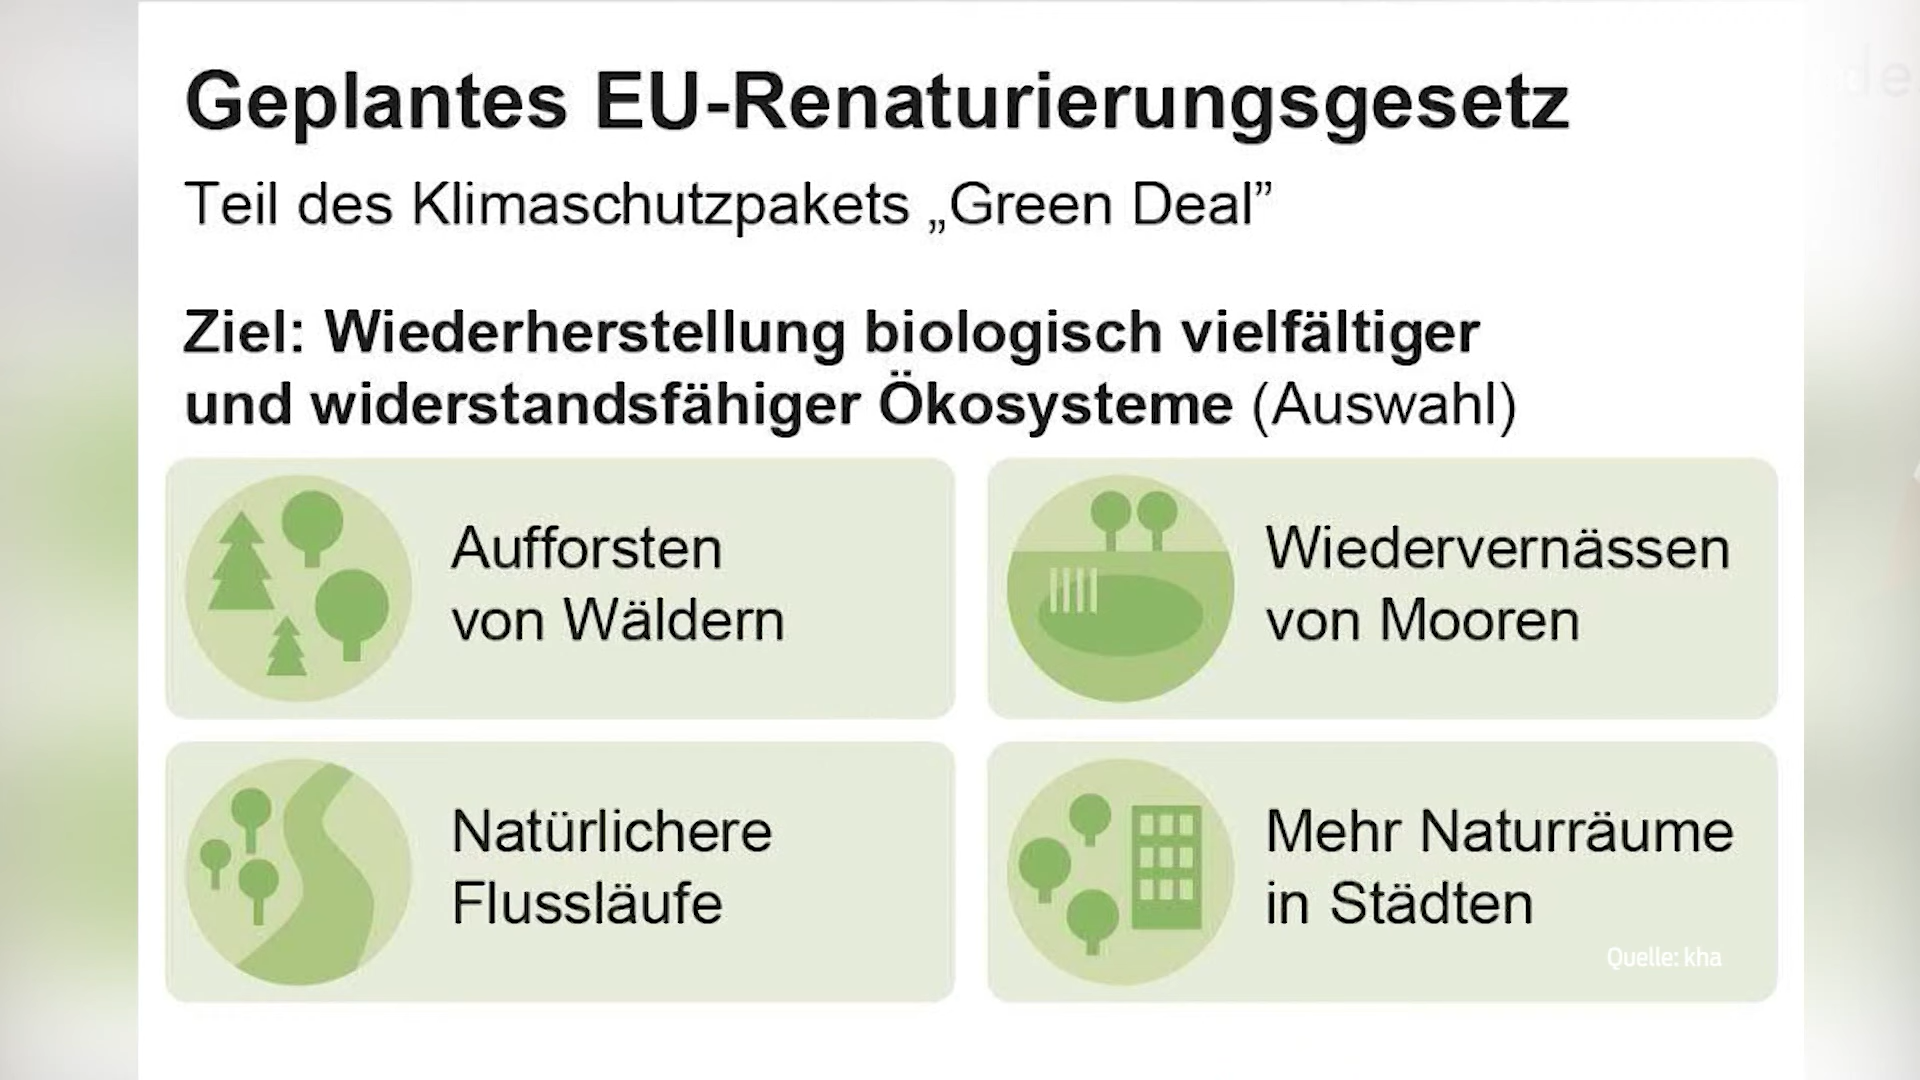 Geplantes EU-Renaturierungsgesetz
Teil des Klimaschutzpakets „Green Deal”
Ziel: Wiederherstellung biologisch vielfältiger
und widerstandsfähiger Ökosysteme (Auswahl)
Aufforsten
von Wäldern
Wiedervernässen
von Mooren
Natürlichere
Flussläufe
Mehr Naturräume
in Städten
Quelle: kha